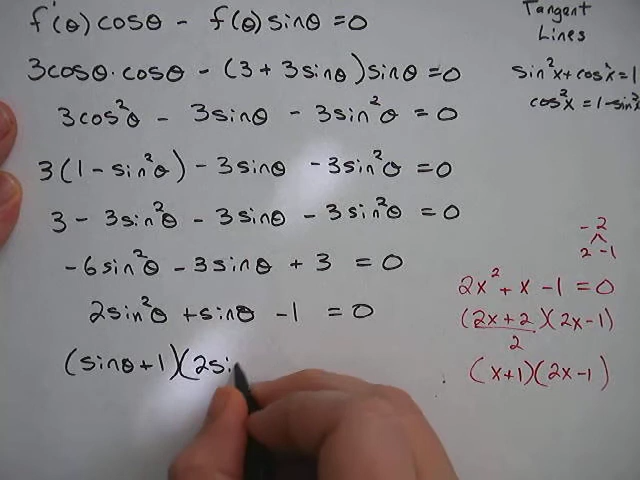 f'(θ)cosθ - f(θ)sinθ = 0
3cosθ·cosθ - (3 + 3sinθ)sinθ = 0
3cos²θ - 3sinθ - 3sin²θ = 0
3(1 - sin²θ) - 3sinθ - 3sin²θ = 0
3 - 3sin²θ - 3sinθ - 3sin²θ = 0
-6sin²θ - 3sinθ + 3 = 0
2sin²θ + sinθ - 1 = 0
(sinθ + 1)(2si
Tangent
Lines
sin²x + cos²x = 1
cos²x = 1 - sin²x
-2
2 -1
2x² + x - 1 = 0
(2x + 2)(2x - 1)
2
(x + 1)(2x - 1)